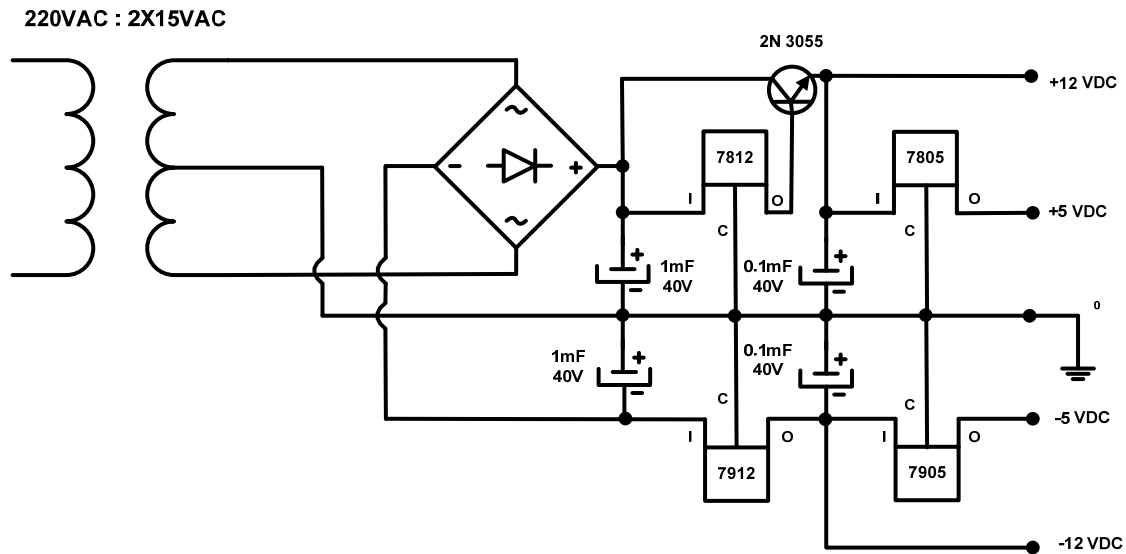 220VAC : 2X15VAC
2N 3055
+12 VDC
7812
7805
I
O
I
O
+5 VDC
C
C
1mF
40V
0.1mF
40V
0
1mF
40V
0.1mF
40V
C
C
-5 VDC
I
O
I
O
7912
7905
-12 VDC